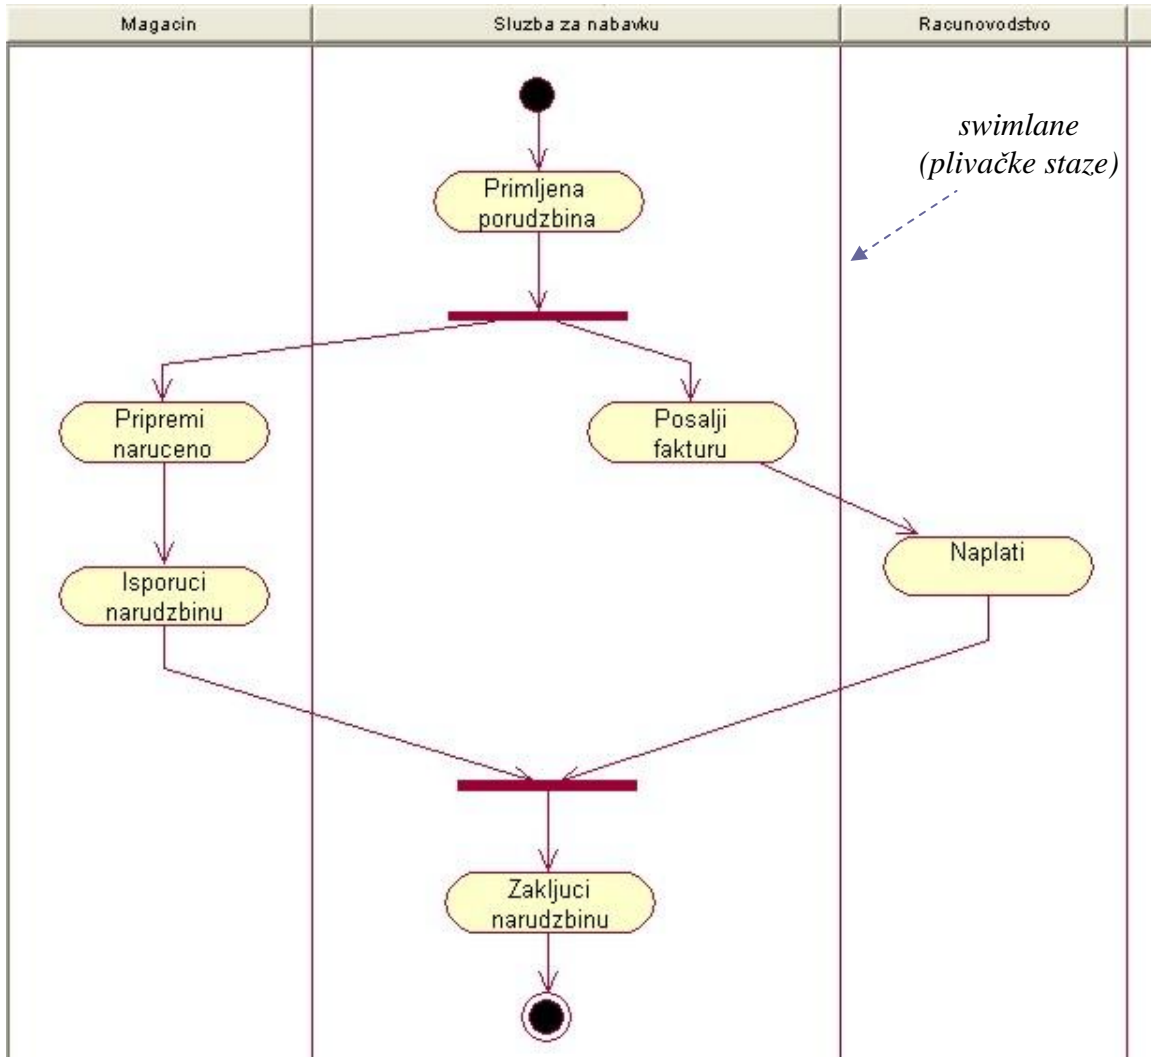 Magacin
Sluzba za nabavku
Racunovodstvo
swimlane
(plivačke staze)
Primljena
porudzbina
Pripremi
naruceno
Posalji
fakturu
Naplati
Isporuci
narudzbinu
Zakljuci
narudzbinu